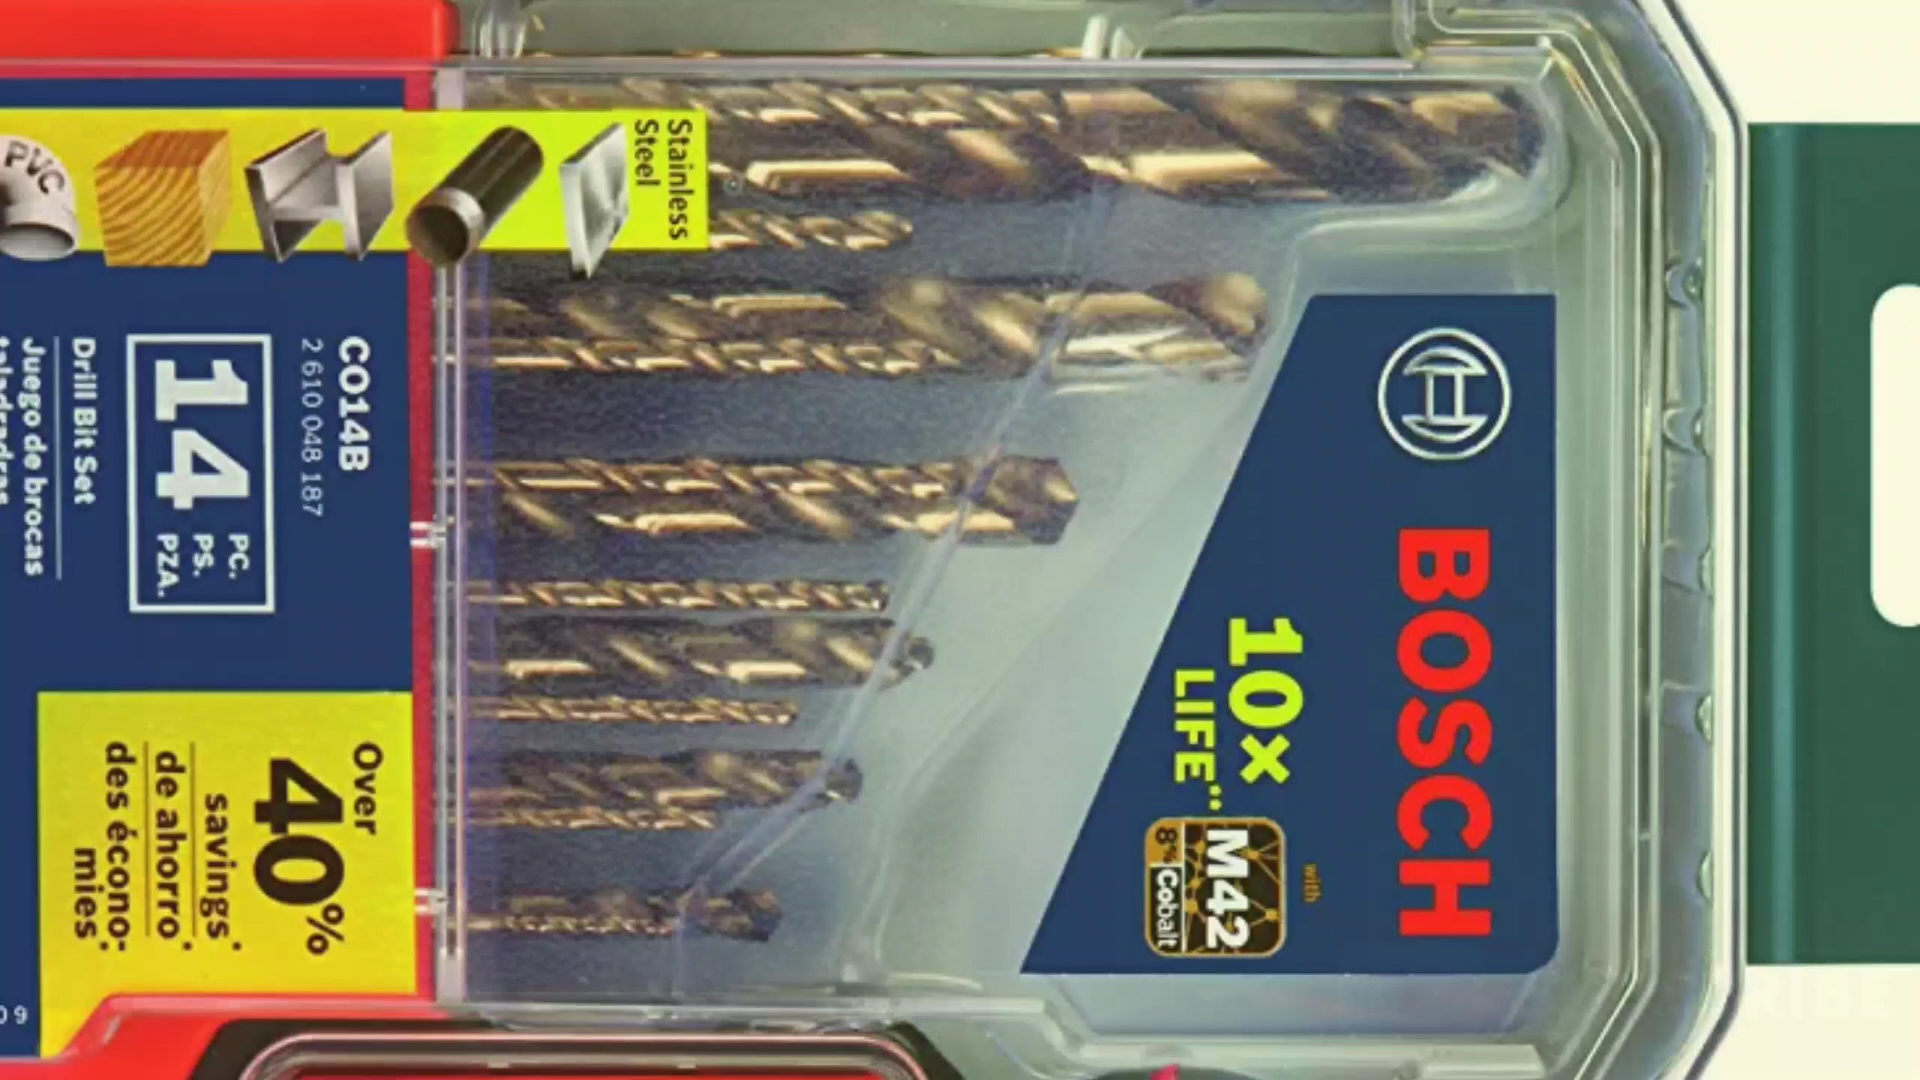 BOSCH
10x
LIFE**
with
M42
8% Cobalt
Stainless
Steel
PVC
CO14B
2 610 048 187
14
PC.
PS.
PZA.
Drill Bit Set
Juego de brocas
Over
40%
savings*
de ahorro*
des écono-
mies*